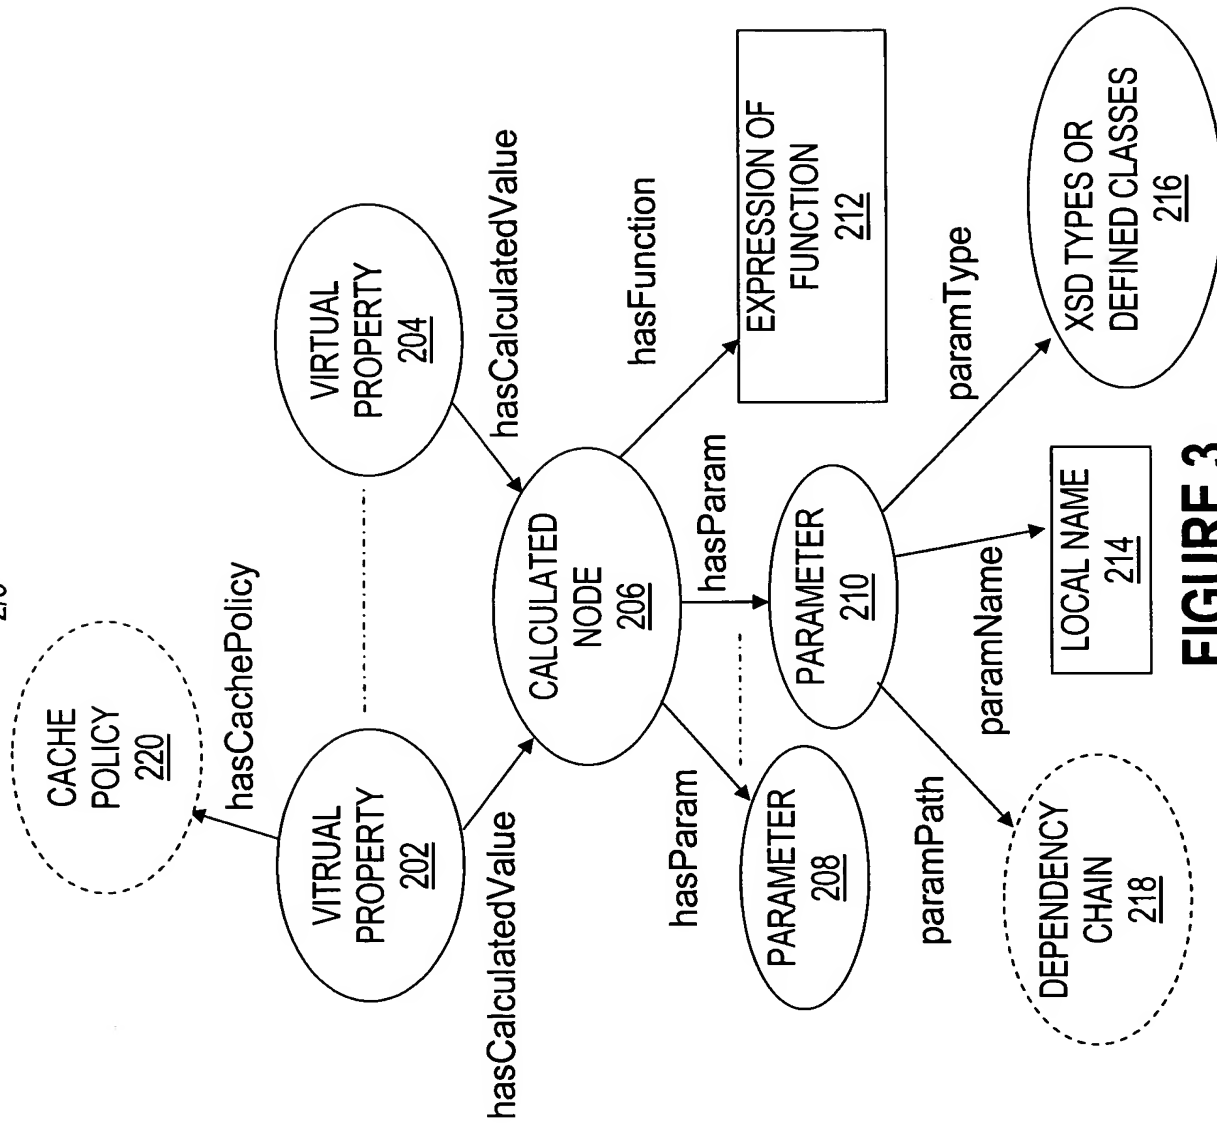 CACHE
POLICY
220
hasCachePolicy
VITRUAL
PROPERTY
202
VIRTUAL
PROPERTY
204
hasCalculatedValue
hasCalculatedValue
CALCULATED
NODE
206
hasParam
hasParam
hasFunction
PARAMETER
208
PARAMETER
210
EXPRESSION OF
FUNCTION
212
paramPath
paramName
paramType
DEPENDENCY
CHAIN
218
LOCAL NAME
214
XSD TYPES OR
DEFINED CLASSES
216
FIGURE 3